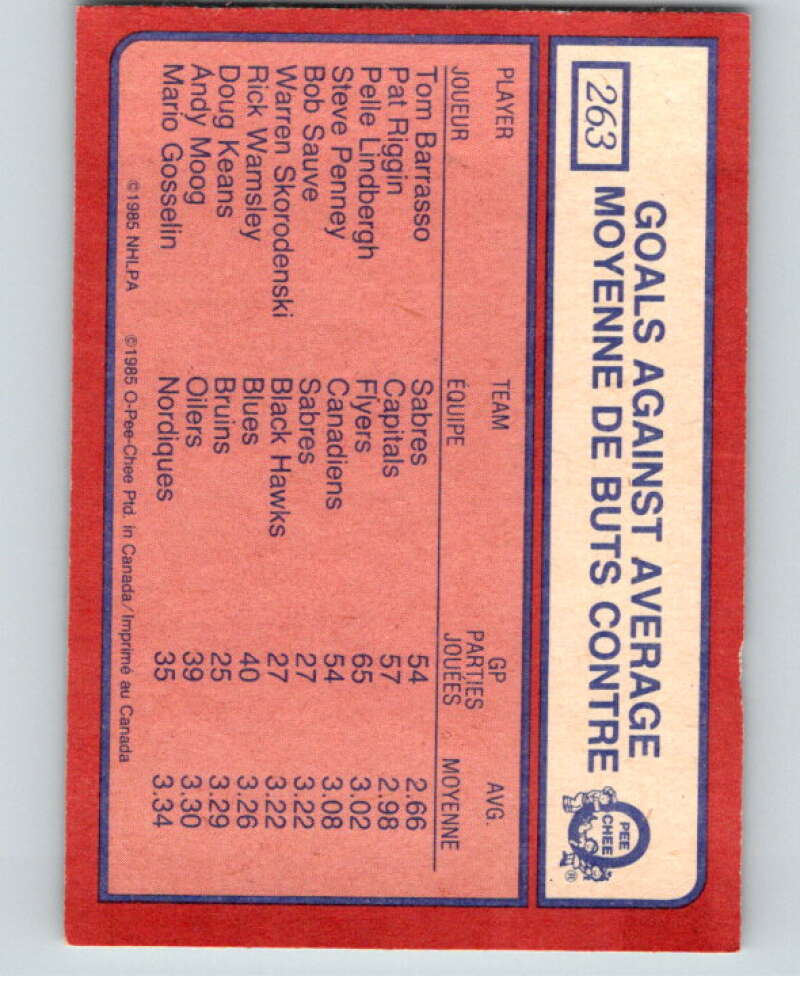 263
GOALS AGAINST AVERAGE
MOYENNE DE BUTS CONTRE
O PEE CHEE ®
PLAYER TEAM GP AVG.
JOUEUR ÉQUIPE PARTIES JOUÉES MOYENNE
Tom Barrasso Sabres 54 2.66
Pat Riggin Capitals 57 2.98
Pelle Lindbergh Flyers 65 3.02
Steve Penney Canadiens 54 3.08
Bob Sauve Sabres 27 3.22
Warren Skorodenski Black Hawks 27 3.22
Rick Wamsley Blues 40 3.26
Doug Keans Bruins 25 3.29
Andy Moog Oilers 39 3.30
Mario Gosselin Nordiques 35 3.34
©1985 NHLPA ©1985 O-Pee-Chee Ptd. in Canada/Imprimé au Canada